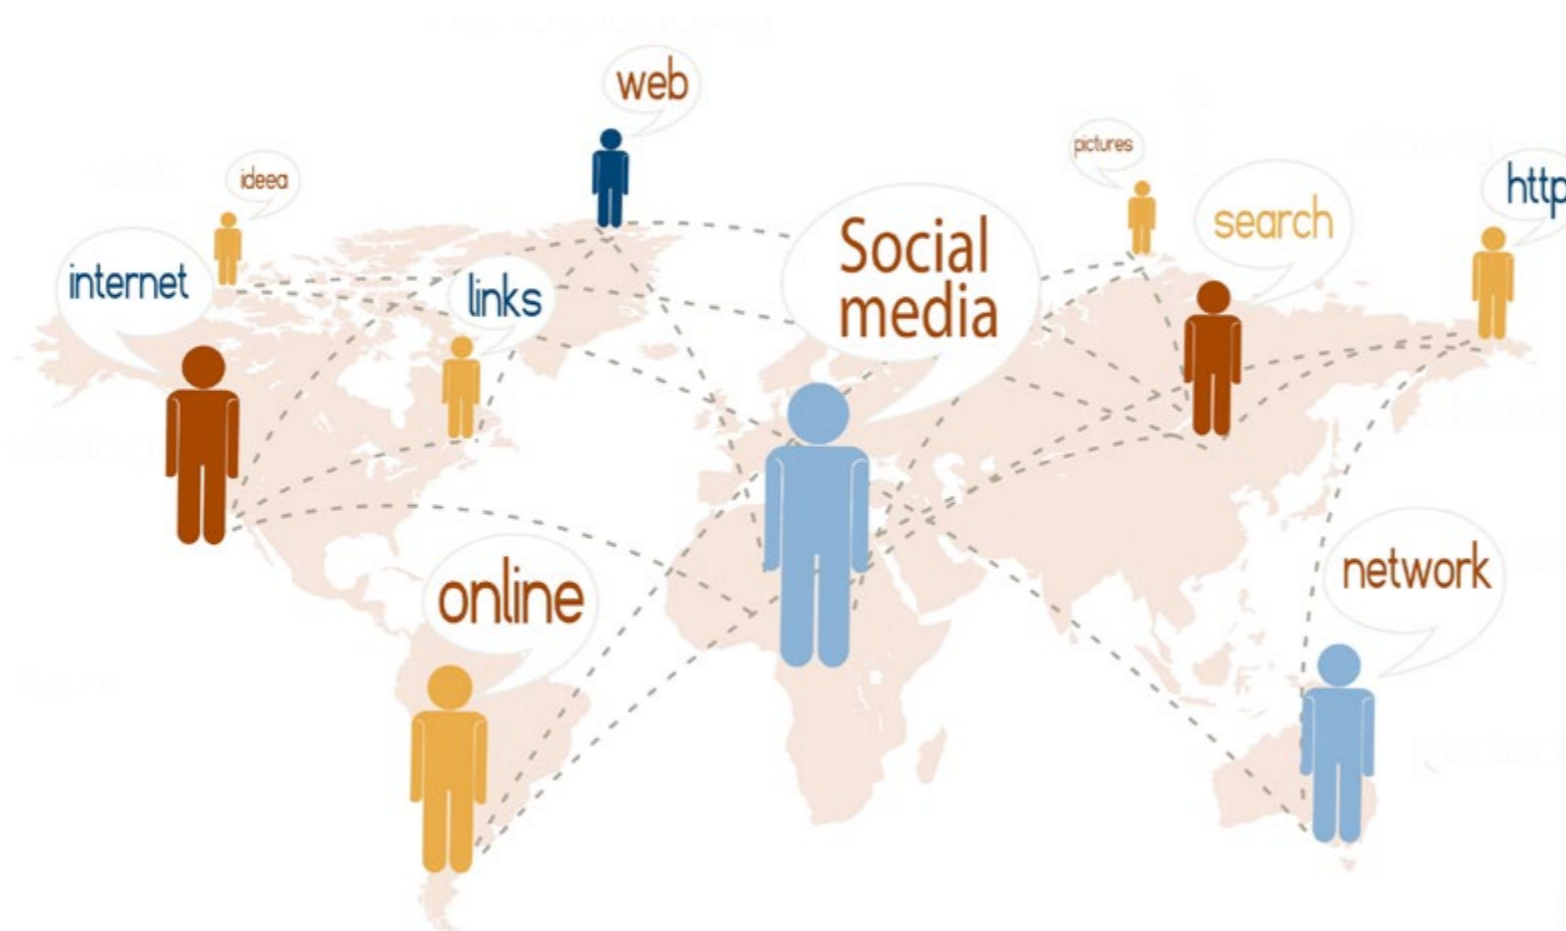 web
pictures
ideea
http
search
Social
media
internet
links
network
online